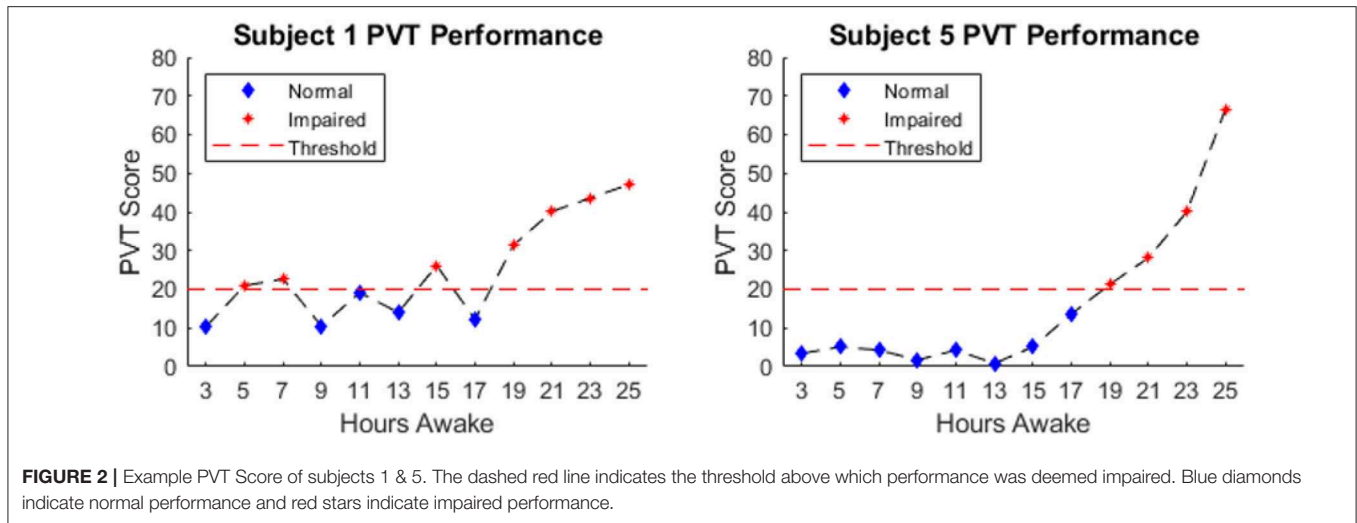 Subject 1 PVT Performance
80
70
60
50
40
30
20
10
0
PVT Score
Normal
Impaired
Threshold
3 5 7 9 11 13 15 17 19 21 23 25
Hours Awake
Subject 5 PVT Performance
80
70
60
50
40
30
20
10
0
PVT Score
Normal
Impaired
Threshold
3 5 7 9 11 13 15 17 19 21 23 25
Hours Awake
FIGURE 2 | Example PVT Score of subjects 1 & 5. The dashed red line indicates the threshold above which performance was deemed impaired. Blue diamonds
indicate normal performance and red stars indicate impaired performance.